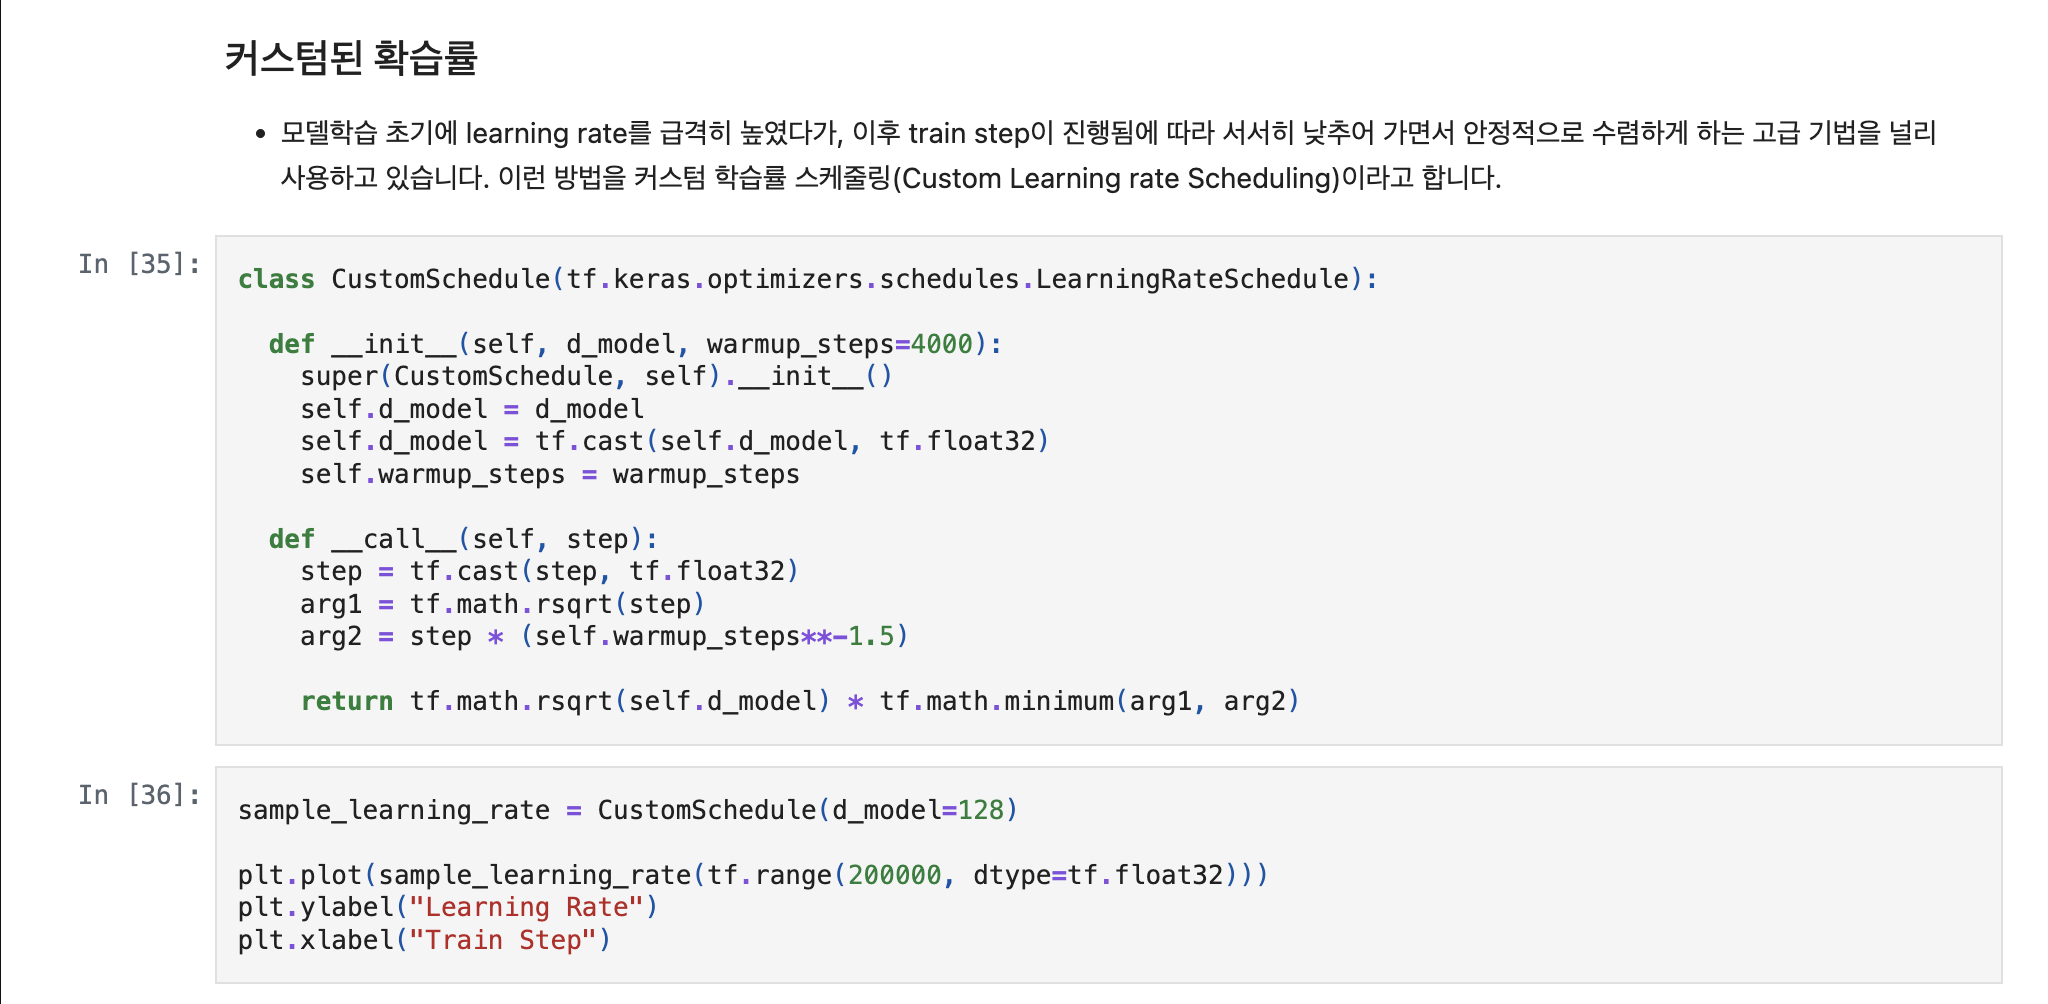 커스텀된 확습률
• 모델학습 초기에 learning rate를 급격히 높였다가, 이후 train step이 진행됨에 따라 서서히 낮추어 가면서 안정적으로 수렴하게 하는 고급 기법을 널리
사용하고 있습니다. 이런 방법을 커스텀 학습률 스케줄링(Custom Learning rate Scheduling)이라고 합니다.
In [35]:
class CustomSchedule(tf.keras.optimizers.schedules.LearningRateSchedule):
def __init__(self, d_model, warmup_steps=4000):
super(CustomSchedule, self).__init__()
self.d_model = d_model
self.d_model = tf.cast(self.d_model, tf.float32)
self.warmup_steps = warmup_steps
def __call__(self, step):
step = tf.cast(step, tf.float32)
arg1 = tf.math.rsqrt(step)
arg2 = step * (self.warmup_steps**-1.5)
return tf.math.rsqrt(self.d_model) * tf.math.minimum(arg1, arg2)
In [36]:
sample_learning_rate = CustomSchedule(d_model=128)
plt.plot(sample_learning_rate(tf.range(200000, dtype=tf.float32)))
plt.ylabel("Learning Rate")
plt.xlabel("Train Step")